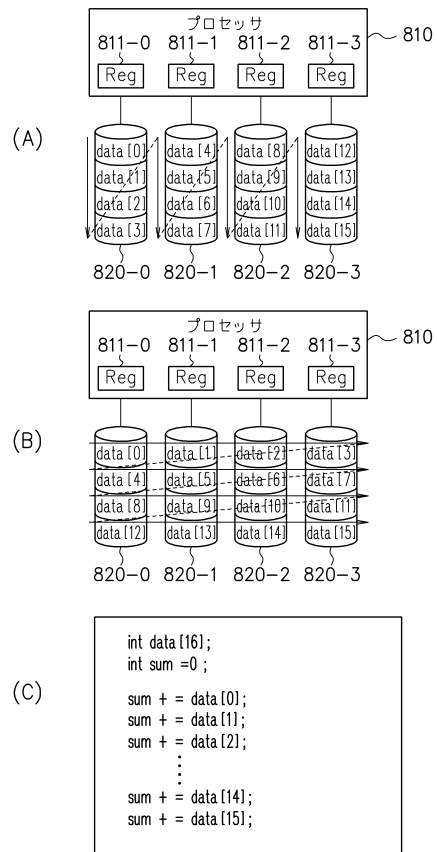 プロセッサ
810
811-0 811-1 811-2 811-3
Reg Reg Reg Reg
(A)
data[0] data[4] data[8] data[12]
data[1] data[5] data[9] data[13]
data[2] data[6] data[10] data[14]
data[3] data[7] data[11] data[15]
820-0 820-1 820-2 820-3
プロセッサ
810
811-0 811-1 811-2 811-3
Reg Reg Reg Reg
(B)
data[0] data[1] data[2] data[3]
data[4] data[5] data[6] data[7]
data[8] data[9] data[10] data[11]
data[12] data[13] data[14] data[15]
820-0 820-1 820-2 820-3
(C)
int data[16];
int sum =0 ;
sum + = data[0];
sum + = data[1];
sum + = data[2];
sum + = data[14];
sum + = data[15];